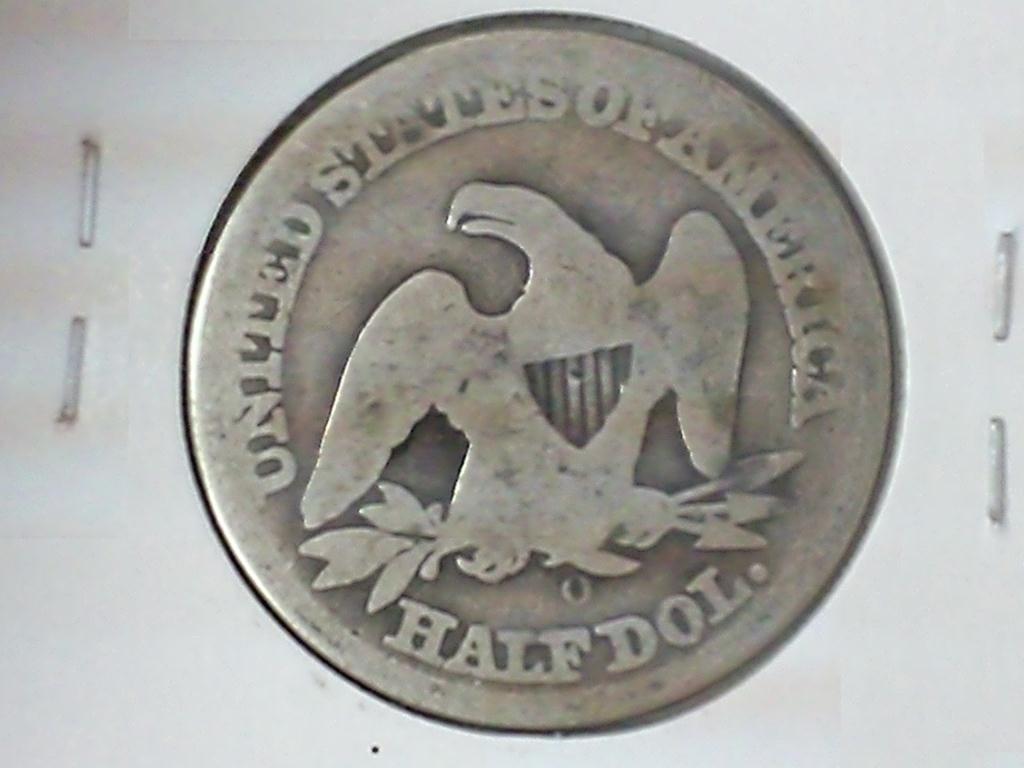 UNITED STATES OF AMERICA
O
HALF DOL.